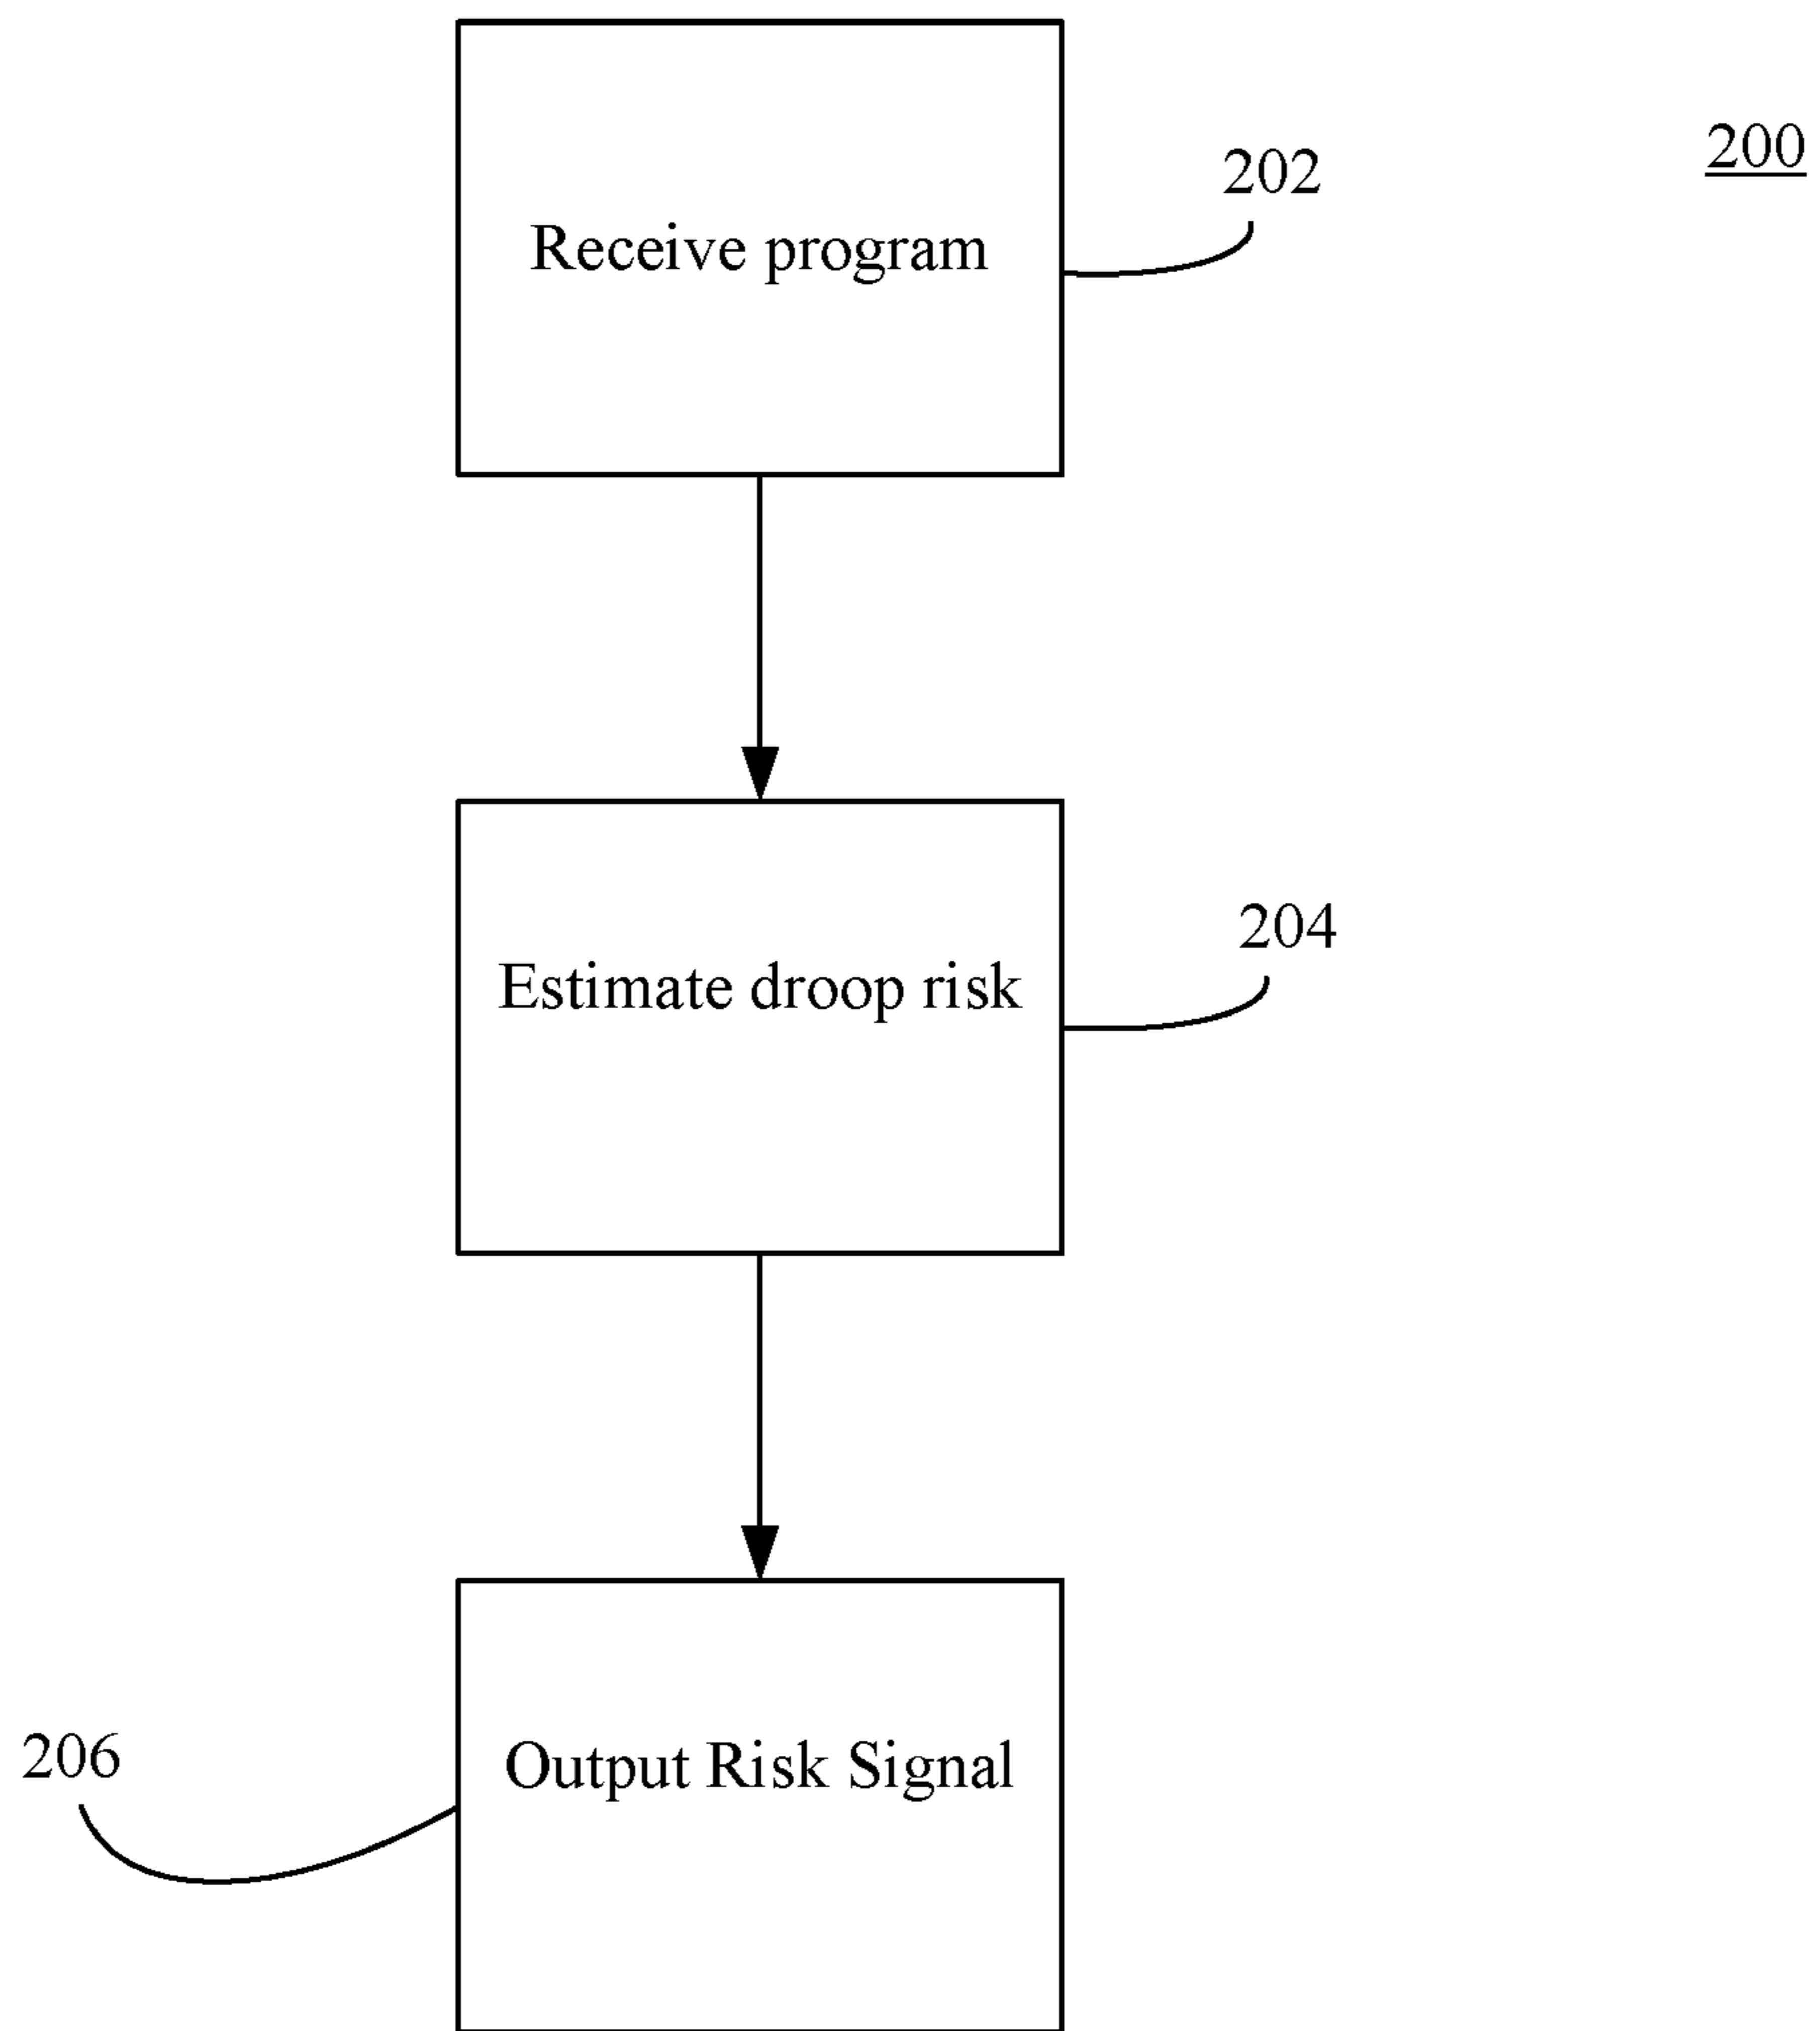 200
202
Receive program
204
Estimate droop risk
206
Output Risk Signal